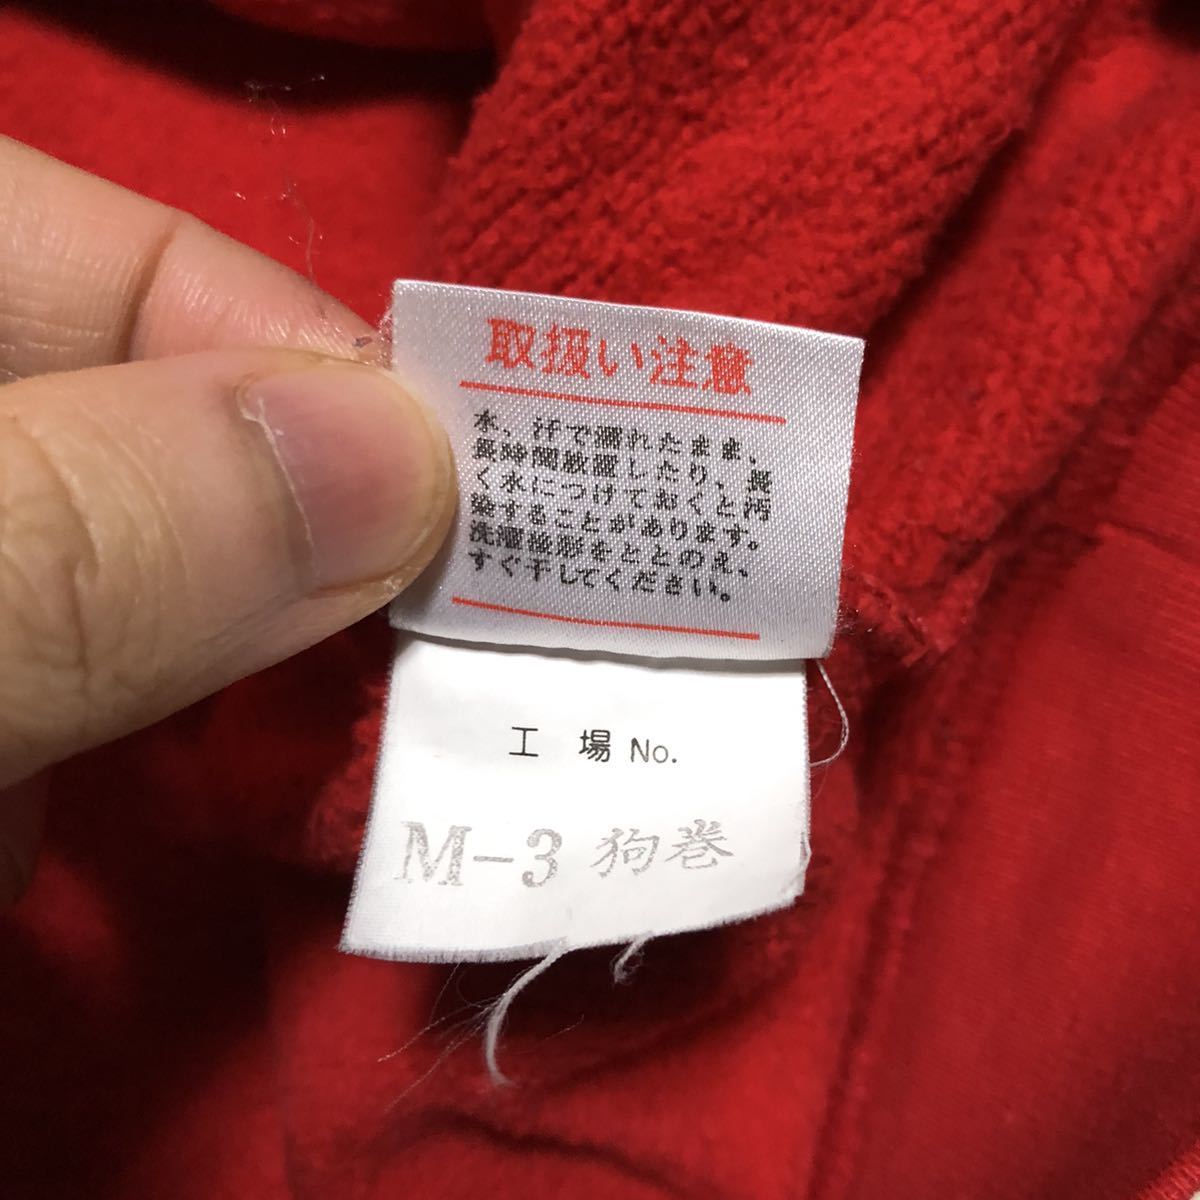 取扱い注意
水、汗で濡れたまま、
長時間放置したり、長
く水につけておくと汚
染することがあります。
洗濯後形をととのえ、
すぐ干してください。
工 場 No.
M-3 狗巻